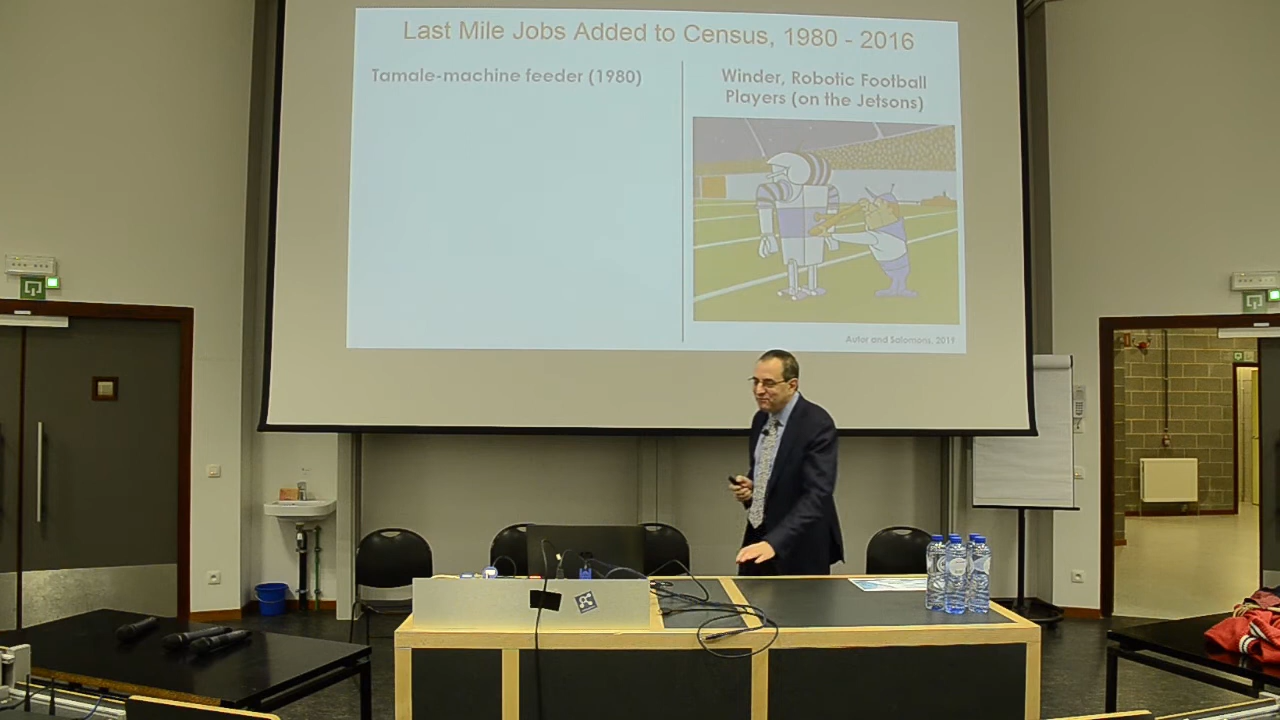 Last Mile Jobs Added to Census, 1980 - 2016
Tamale-machine feeder (1980)
Winder, Robotic Football
Players (on the Jetsons)
Autor and Salomons, 2019